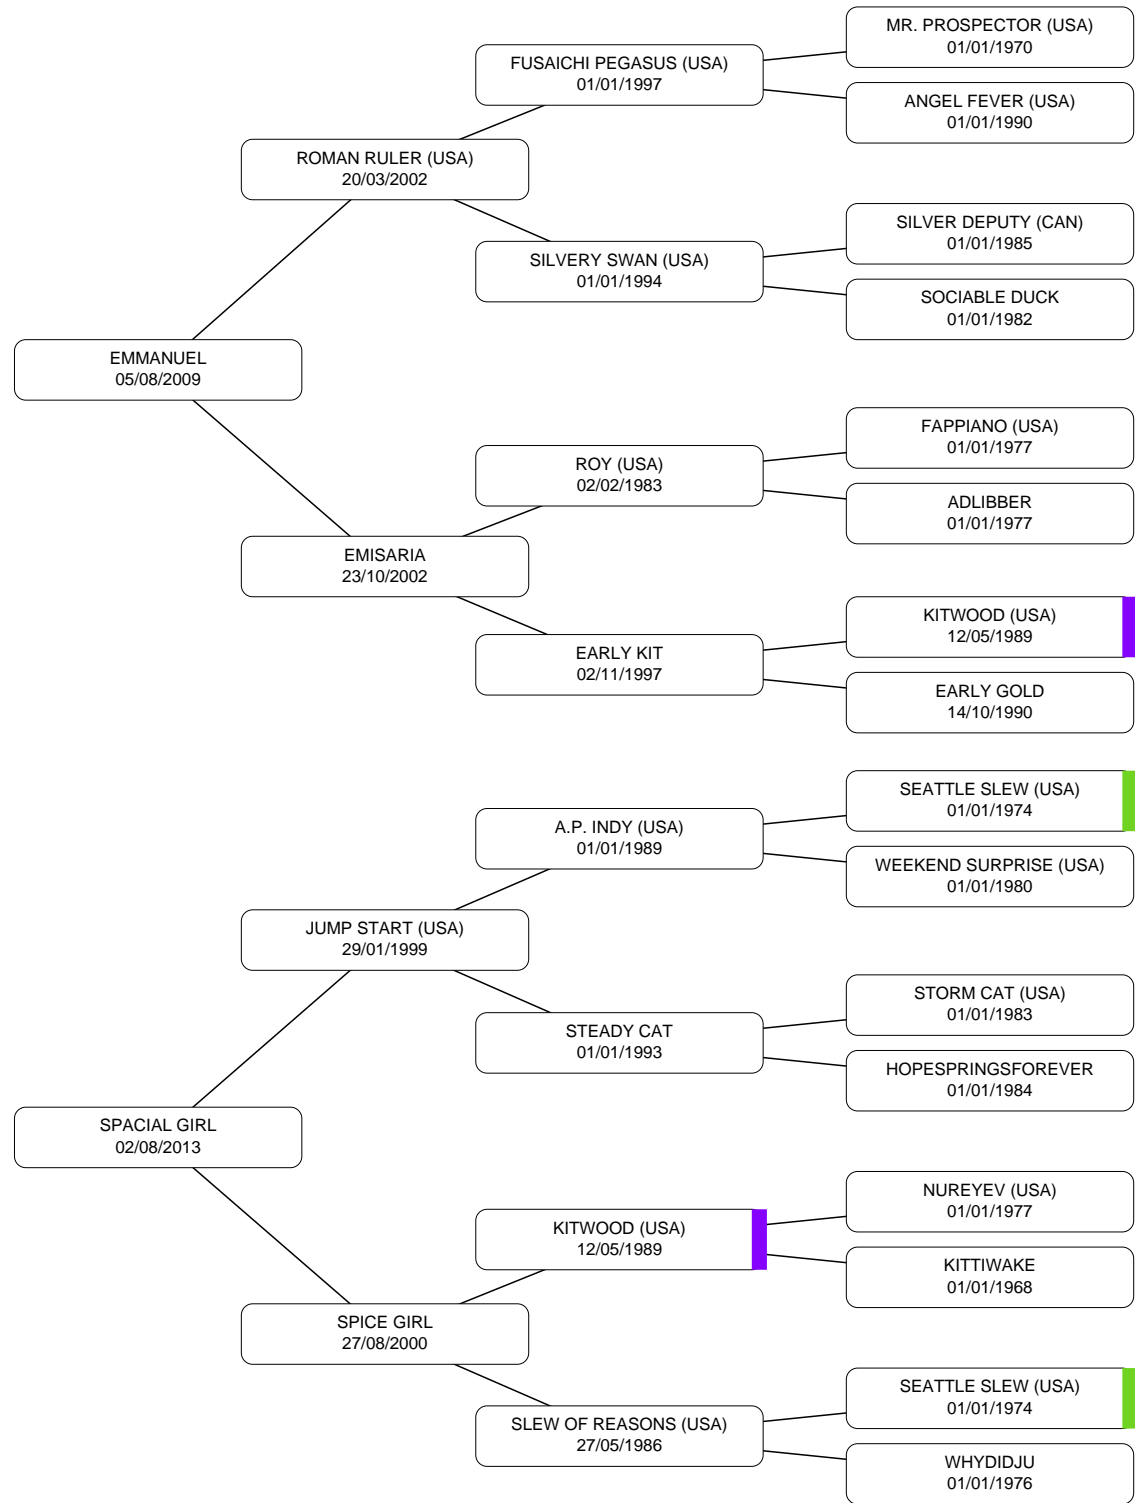 MR. PROSPECTOR (USA)
01/01/1970
FUSAICHI PEGASUS (USA)
01/01/1997
ANGEL FEVER (USA)
01/01/1990
ROMAN RULER (USA)
20/03/2002
SILVER DEPUTY (CAN)
01/01/1985
SILVERY SWAN (USA)
01/01/1994
SOCIABLE DUCK
01/01/1982
EMMANUEL
05/08/2009
FAPPIANO (USA)
01/01/1977
ROY (USA)
02/02/1983
ADLIBBER
01/01/1977
EMISARIA
23/10/2002
KITWOOD (USA)
12/05/1989
EARLY KIT
02/11/1997
EARLY GOLD
14/10/1990
SEATTLE SLEW (USA)
01/01/1974
A.P. INDY (USA)
01/01/1989
WEEKEND SURPRISE (USA)
01/01/1980
JUMP START (USA)
29/01/1999
STORM CAT (USA)
01/01/1983
STEADY CAT
01/01/1993
HOPESPRINGSFOREVER
01/01/1984
SPACIAL GIRL
02/08/2013
NUREYEV (USA)
01/01/1977
KITWOOD (USA)
12/05/1989
KITTIWAKE
01/01/1968
SPICE GIRL
27/08/2000
SEATTLE SLEW (USA)
01/01/1974
SLEW OF REASONS (USA)
27/05/1986
WHYDIDJU
01/01/1976